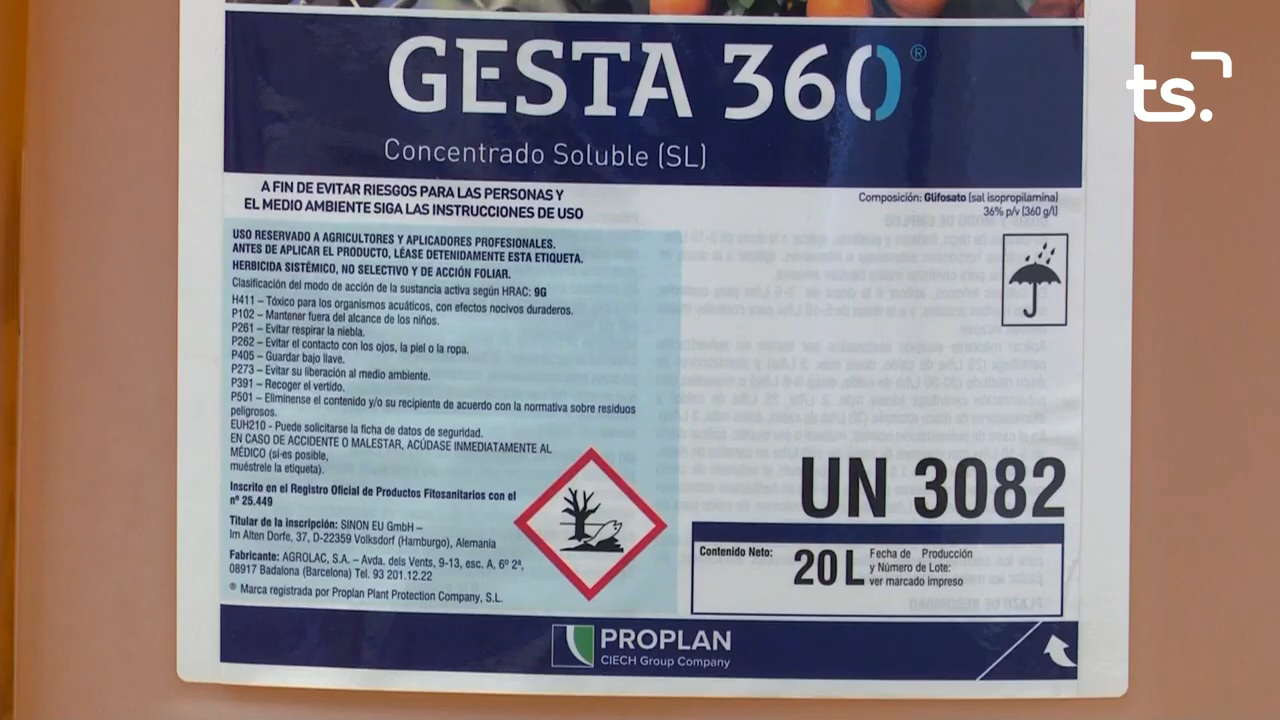 GESTA 360®
Concentrado Soluble (SL)
ts.
A FIN DE EVITAR RIESGOS PARA LAS PERSONAS Y
EL MEDIO AMBIENTE SIGA LAS INSTRUCCIONES DE USO
Composición: Glifosato (sal isopropilamina)
36% p/v (360 g/l)
USO RESERVADO A AGRICULTORES Y APLICADORES PROFESIONALES.
ANTES DE APLICAR EL PRODUCTO, LÉASE DETENIDAMENTE ESTA ETIQUETA.
HERBICIDA SISTÉMICO, NO SELECTIVO Y DE ACCIÓN FOLIAR.
Clasificación del modo de acción de la sustancia activa según HRAC: 9G
H411 – Tóxico para los organismos acuáticos, con efectos nocivos duraderos.
P102 – Mantener fuera del alcance de los niños.
P261 – Evitar respirar la niebla.
P262 – Evitar el contacto con los ojos, la piel o la ropa.
P405 – Guardar bajo llave.
P273 – Evitar su liberación al medio ambiente.
P391 – Recoger el vertido.
P501 – Elimínense el contenido y/o su recipiente de acuerdo con la normativa sobre residuos
peligrosos.
EUH210 – Puede solicitarse la ficha de datos de seguridad.
EN CASO DE ACCIDENTE O MALESTAR, ACÚDASE INMEDIATAMENTE AL
MÉDICO (si es posible,
muéstrele la etiqueta).
Inscrito en el Registro Oficial de Productos Fitosanitarios con el
nº 25.449
Titular de la inscripción: SINON EU GmbH –
Im Alten Dorfe, 37, D-22359 Volksdorf (Hamburgo), Alemania
Fabricante: AGROLAC, S.A. – Avda. dels Vents, 9-13, esc. A, 6º 2ª,
08917 Badalona (Barcelona) Tel. 93 201.12.22
® Marca registrada por Proplan Plant Protection Company, S.L.
UN 3082
Contenido Neto: 20 L
Fecha de Producción
y Número de Lote:
ver marcado impreso
PROPLAN
CIECH Group Company